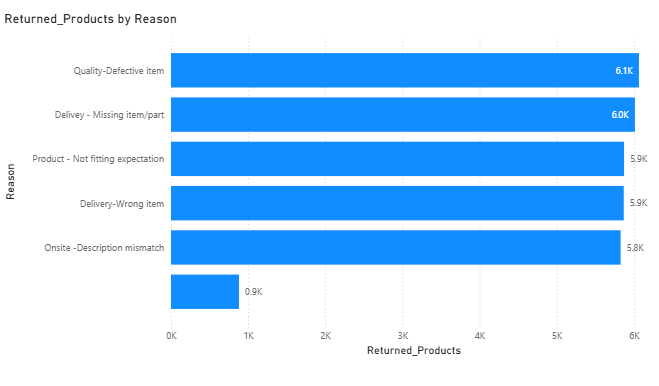 Returned_Products by Reason
Quality-Defective item
6.1K
Delivey - Missing item/part
6.0K
Product - Not fitting expectation
5.9K
Delivery-Wrong item
5.9K
Onsite -Description mismatch
5.8K
0.9K
Reason
0K 1K 2K 3K 4K 5K 6K
Returned_Products